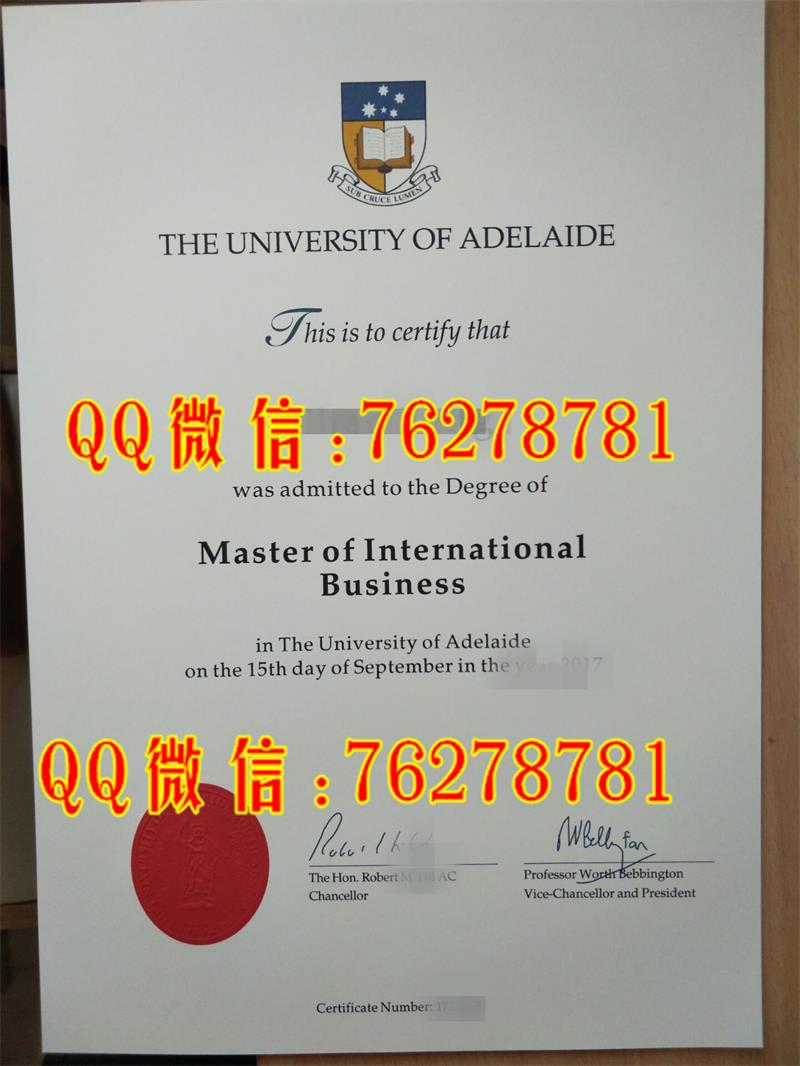 SUB CRUCE LUMEN
THE UNIVERSITY OF ADELAIDE
This is to certify that
QQ微信:76278781
was admitted to the Degree of
Master of International
Business
in The University of Adelaide
on the 15th day of September in the year 2017
QQ微信:76278781
The Hon. Robert M. Hill AC
Chancellor
Professor Worth Bebbington
Vice-Chancellor and President
Certificate Number: